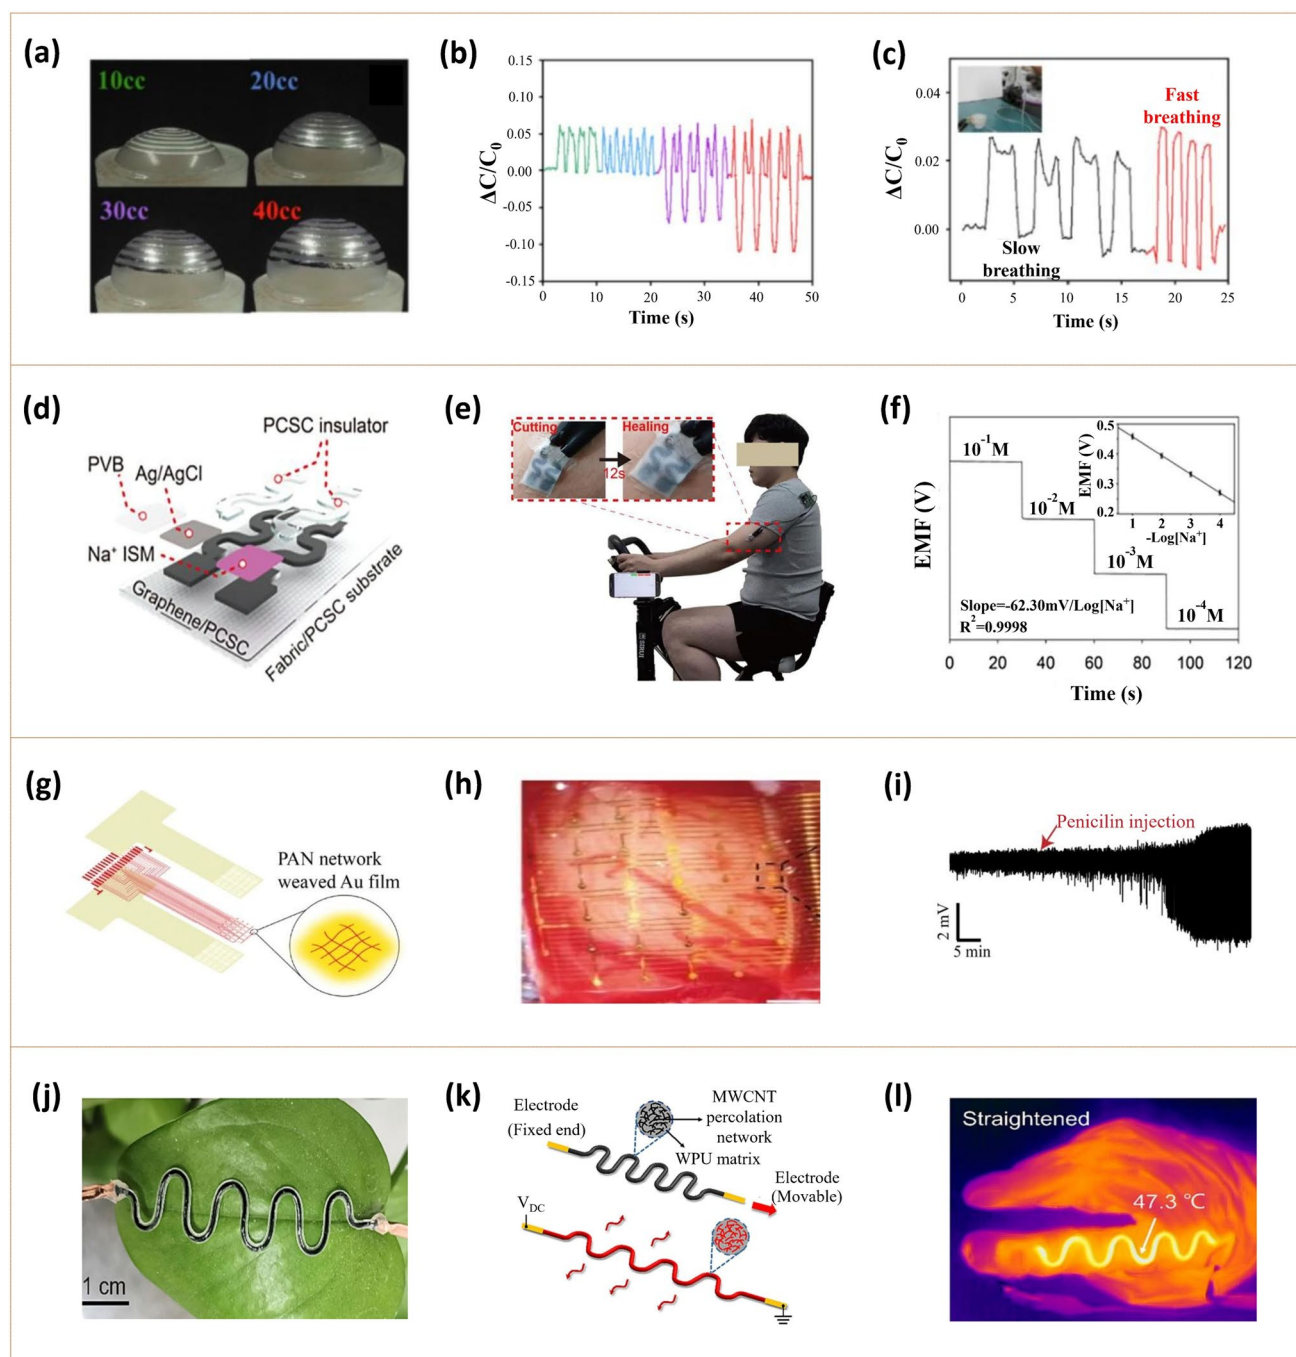 (a)
10cc
20cc
30cc
40cc
(b)
0.15
0.10
0.05
0.00
-0.05
-0.10
-0.15
ΔC/C₀
0
10
20
30
40
50
Time (s)
(c)
0.04
0.02
0.00
ΔC/C₀
Fast
breathing
Slow
breathing
0
5
10
15
20
25
Time (s)
(d)
PCSC insulator
PVB
Ag/AgCl
Na⁺ ISM
Graphene/PCSC
Fabric/PCSC substrate
(e)
Cutting
Healing
12s
(f)
EMF (V)
10⁻¹M
10⁻²M
10⁻³M
10⁻⁴M
0.5
0.4
0.3
0.2
EMF (V)
1
2
3
4
-Log[Na⁺]
Slope=-62.30mV/Log[Na⁺]
R²=0.9998
0
20
40
60
80
100
120
Time (s)
(g)
PAN network
weaved Au film
(h)
(i)
Penicilin injection
2 mV
5 min
(j)
1 cm
(k)
Electrode
(Fixed end)
MWCNT
percolation
network
WPU matrix
Electrode
(Movable)
V_DC
(l)
Straightened
47.3 ℃